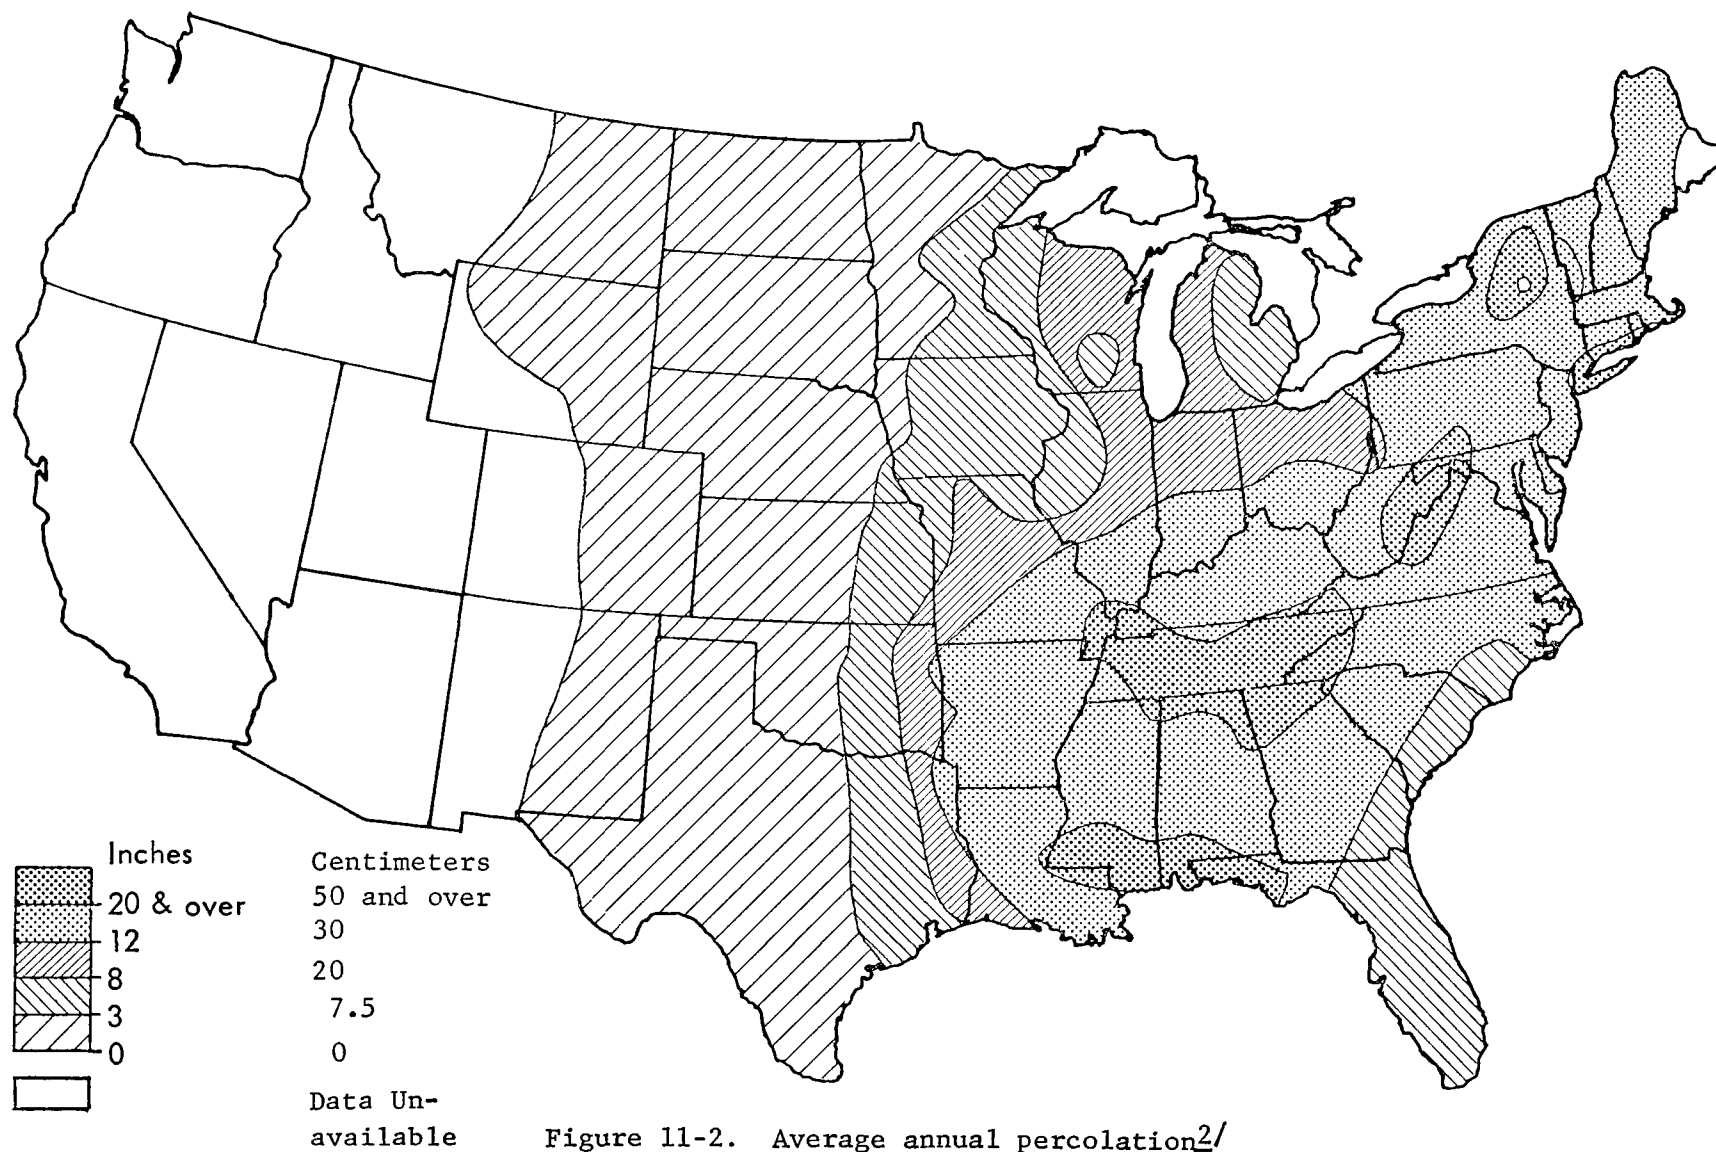 Inches
20 & over
12
8
3
0
Centimeters
50 and over
30
20
7.5
0
Data Un-
available
Figure 11-2. Average annual percolation2/